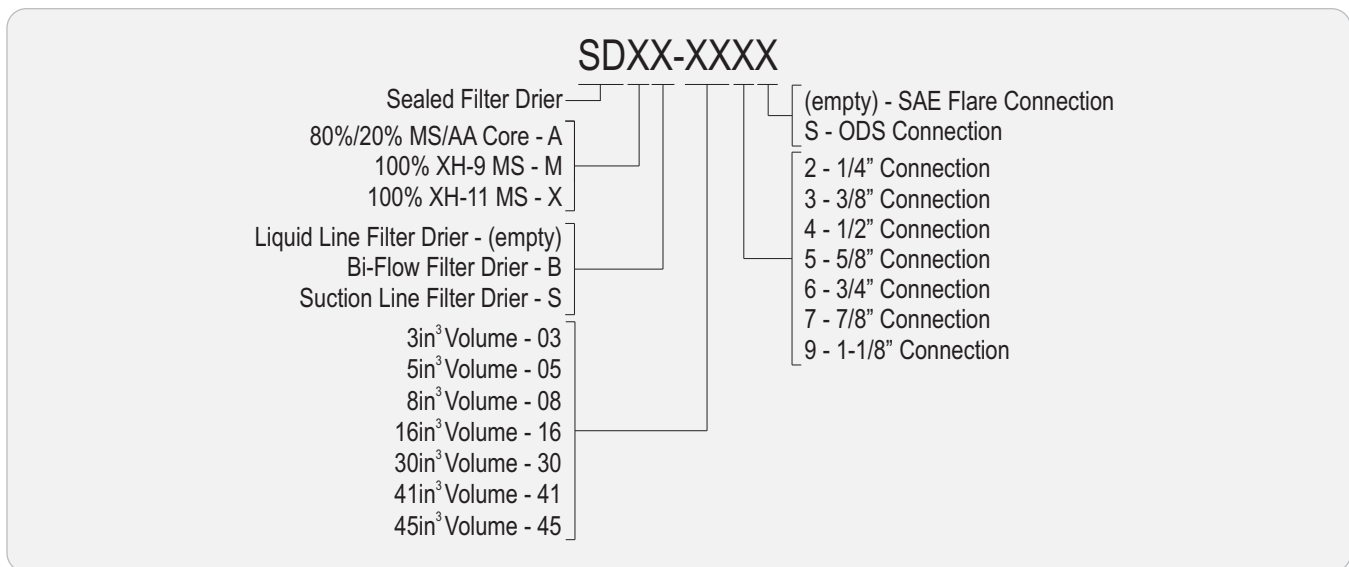 SDXX-XXXX
Sealed Filter Drier
80%/20% MS/AA Core - A
100% XH-9 MS - M
100% XH-11 MS - X
Liquid Line Filter Drier - (empty)
Bi-Flow Filter Drier - B
Suction Line Filter Drier - S
3in³ Volume - 03
5in³ Volume - 05
8in³ Volume - 08
16in³ Volume - 16
30in³ Volume - 30
41in³ Volume - 41
45in³ Volume - 45
(empty) - SAE Flare Connection
S - ODS Connection
2 - 1/4” Connection
3 - 3/8” Connection
4 - 1/2” Connection
5 - 5/8” Connection
6 - 3/4” Connection
7 - 7/8” Connection
9 - 1-1/8” Connection